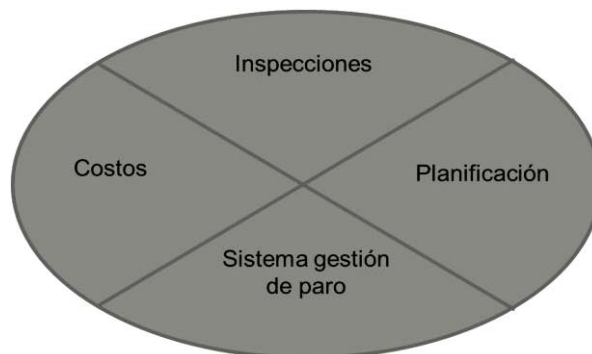 Inspecciones
Costos
Planificación
Sistema gestión
de paro